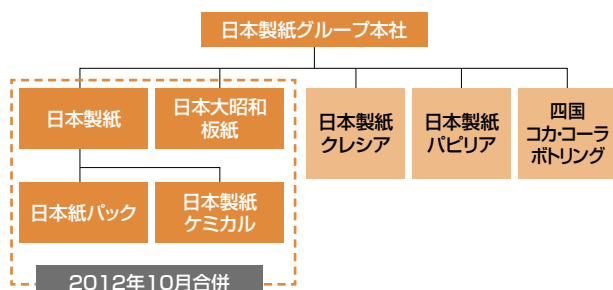 日本製紙グループ本社
日本製紙
日本大昭和
板紙
日本製紙
クレシア
日本製紙
パピリア
四国
コカ・コーラ
ボトリング
日本紙パック
日本製紙
ケミカル
2012年10月合併